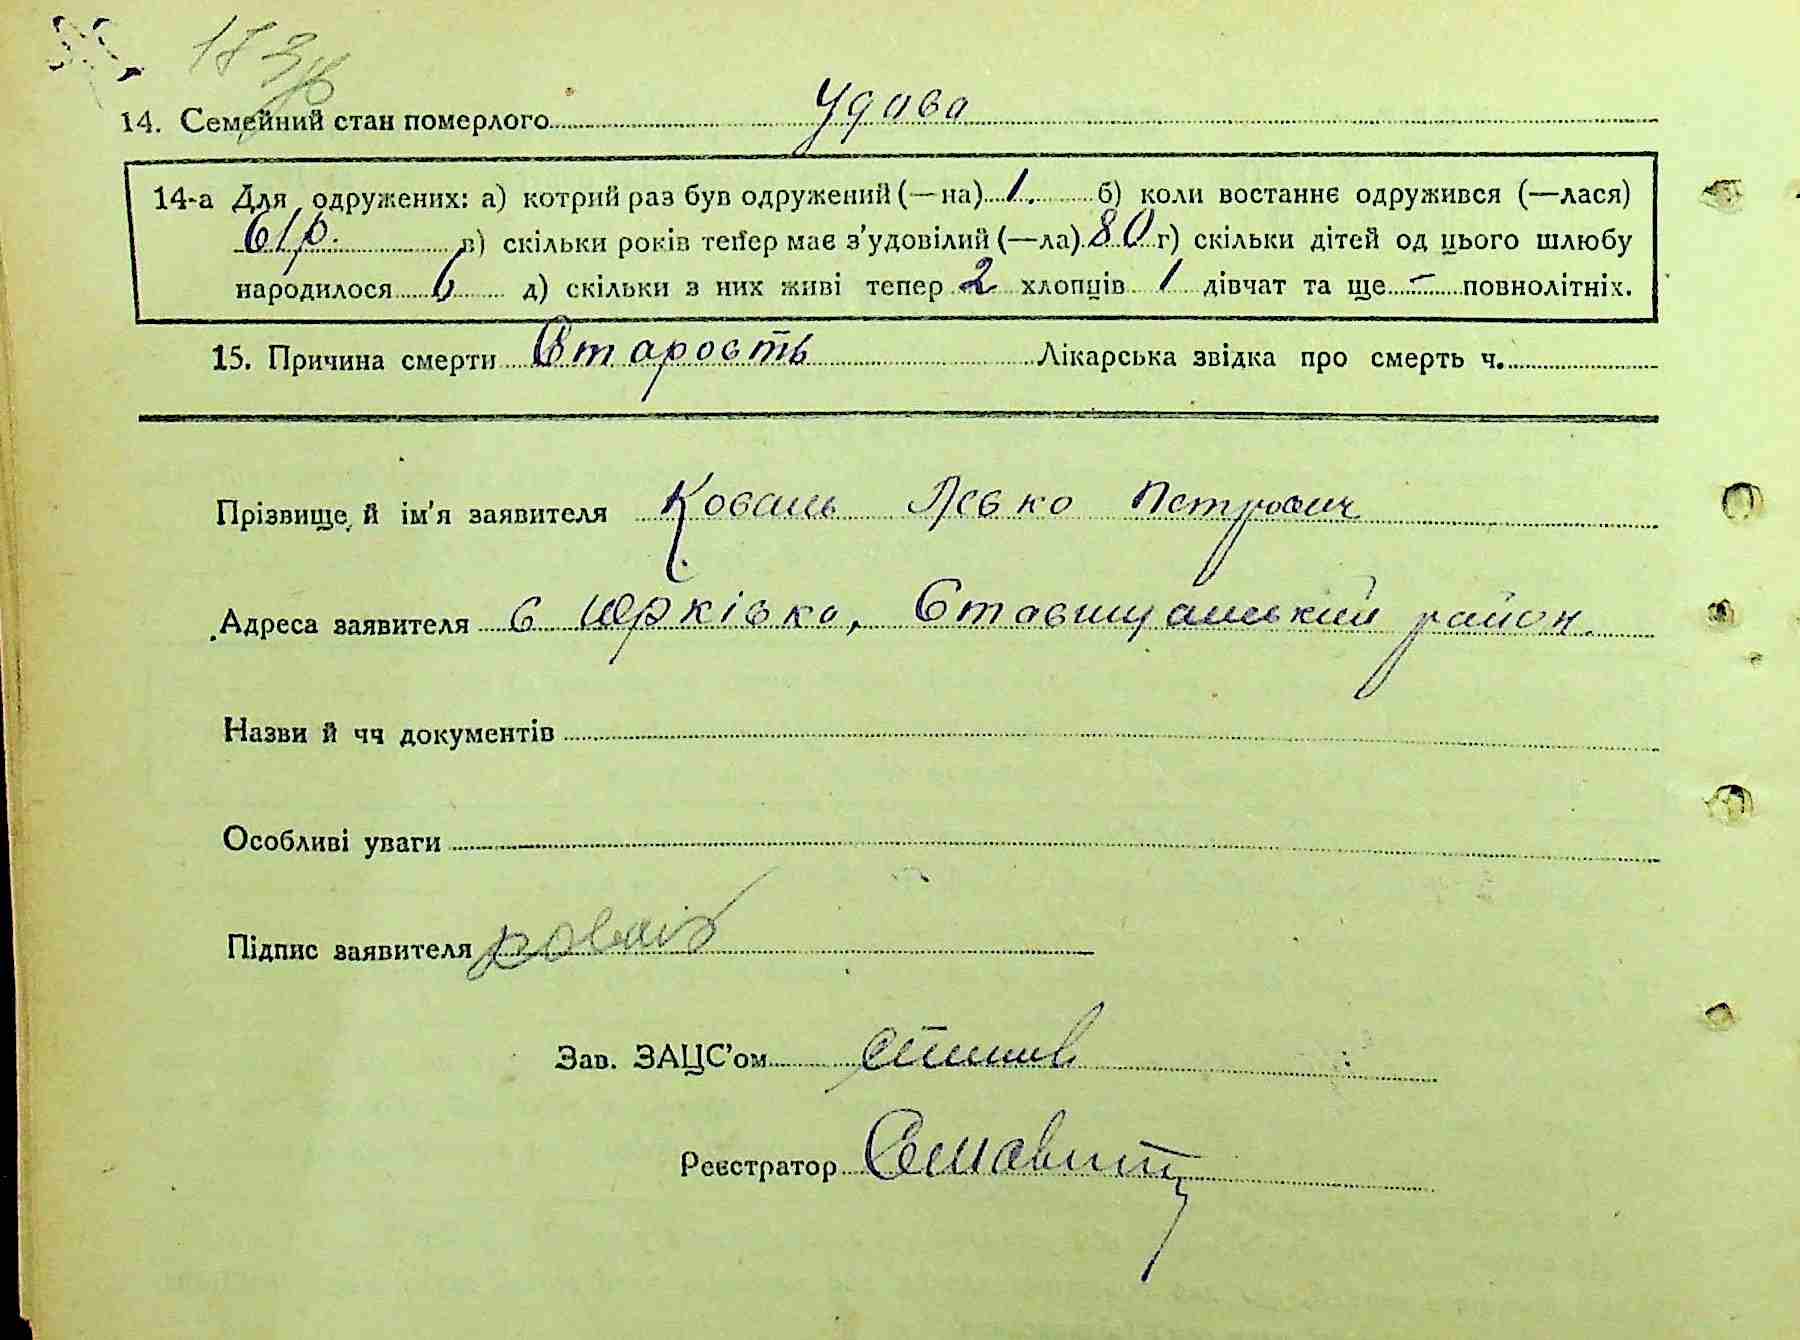 183
14. Семейний стан померлого удова
14-а Для одружених: а) котрий раз був одружений (—на) 1. б) коли востаннє одружився (—лася)
61 р. в) скільки років тепер має з'удовілий (—ла) 80 г) скільки дітей од цього шлюбу
народилося 6 д) скільки з них живі тепер 2 хлопців 1 дівчат та ще - повнолітніх.
15. Причина смерти Старость Лікарська звідка про смерть ч.
Прізвище й ім'я заявителя Коваль Левко Петрович
Адреса заявителя с Юрківка, Ставищанський район.
Назви й чч документів
Особливі уваги
Підпис заявителя
Зав. ЗАЦС'ом
Реєстратор